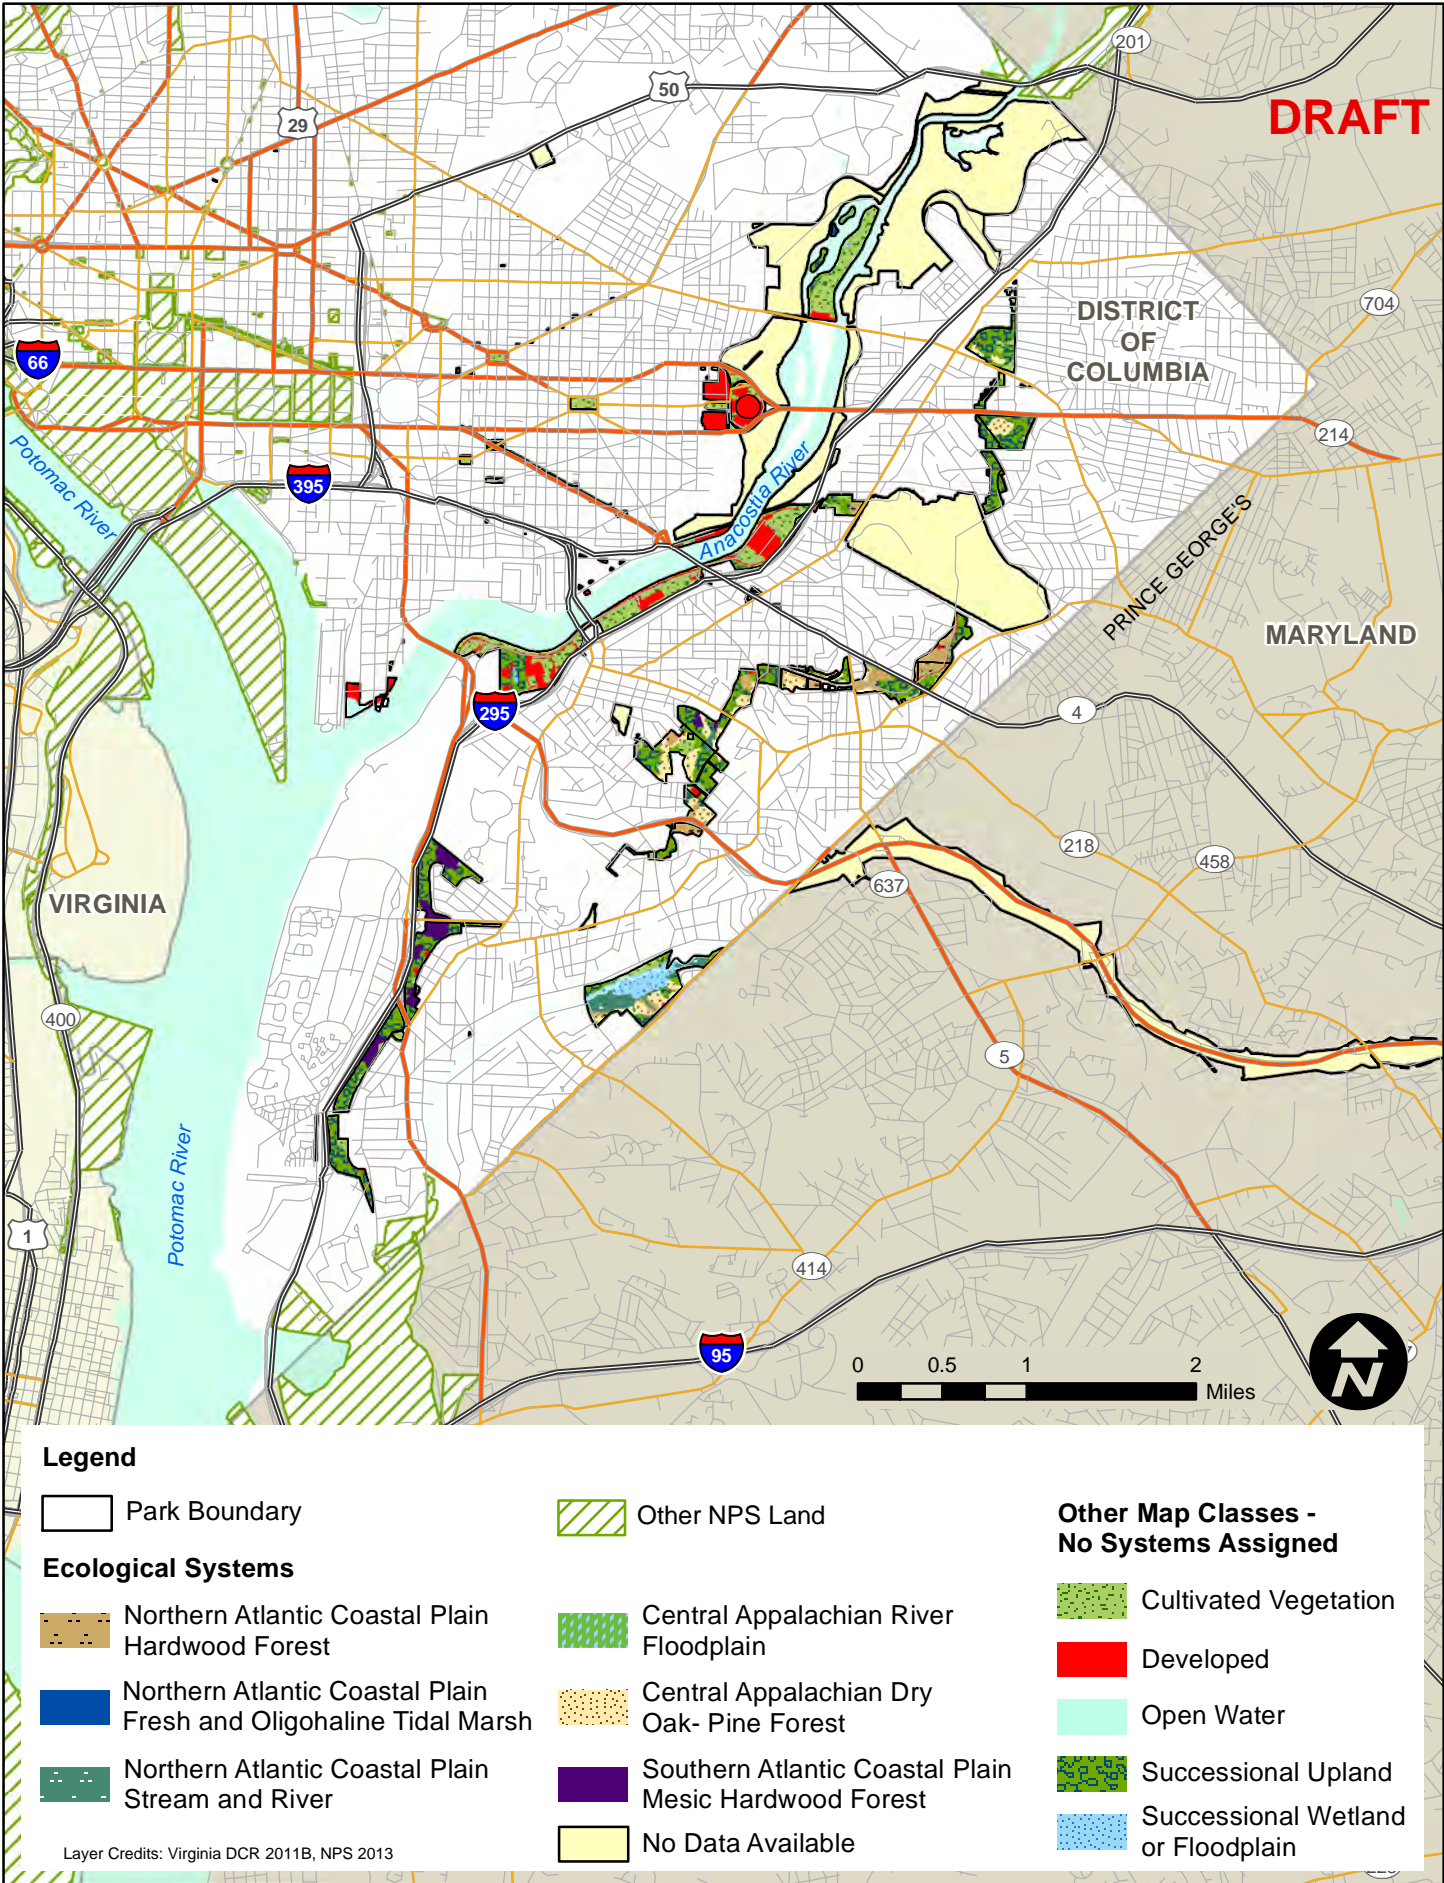 201
50
DRAFT
29
DISTRICT
OF
COLUMBIA
704
66
214
Potomac River
395
Anacostia River
PRINCE GEORGE'S
MARYLAND
295
4
218
458
637
VIRGINIA
400
5
Potomac River
1
414
95
0 0.5 1 2
Miles
N
Legend
Park Boundary
Other NPS Land
Other Map Classes -
No Systems Assigned
Ecological Systems
Northern Atlantic Coastal Plain
Hardwood Forest
Northern Atlantic Coastal Plain
Fresh and Oligohaline Tidal Marsh
Northern Atlantic Coastal Plain
Stream and River
Central Appalachian River
Floodplain
Central Appalachian Dry
Oak- Pine Forest
Southern Atlantic Coastal Plain
Mesic Hardwood Forest
No Data Available
Cultivated Vegetation
Developed
Open Water
Successional Upland
Successional Wetland
or Floodplain
Layer Credits: Virginia DCR 2011B, NPS 2013